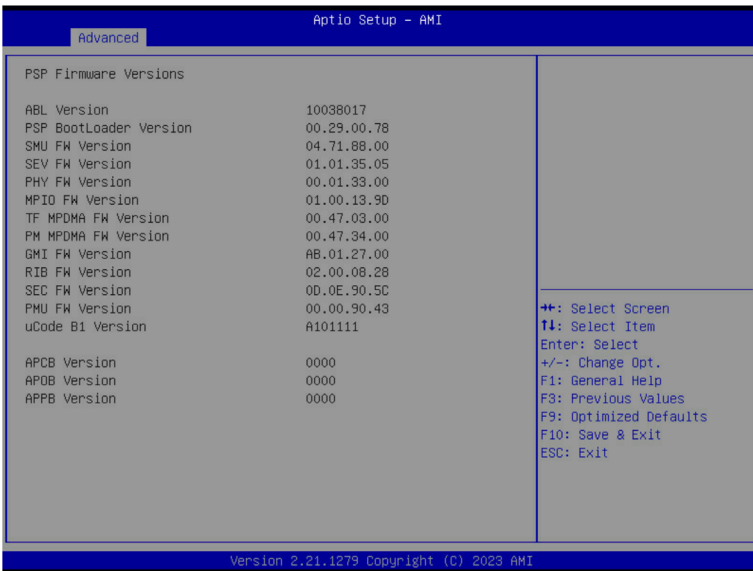 Aptio Setup – AMI
Advanced
PSP Firmware Versions
ABL Version 10038017
PSP BootLoader Version 00.29.00.78
SMU FW Version 04.71.88.00
SEV FW Version 01.01.35.05
PHY FW Version 00.01.33.00
MPIO FW Version 01.00.13.9D
TF MPDMA FW Version 00.47.03.00
PM MPDMA FW Version 00.47.34.00
GMI FW Version AB.01.27.00
RIB FW Version 02.00.08.28
SEC FW Version 0D.0E.90.5C
PMU FW Version 00.00.90.43
uCode B1 Version A101111
APCB Version 0000
APOB Version 0000
APPB Version 0000
→←: Select Screen
↑↓: Select Item
Enter: Select
+/-: Change Opt.
F1: General Help
F3: Previous Values
F9: Optimized Defaults
F10: Save & Exit
ESC: Exit
Version 2.21.1279 Copyright (C) 2023 AMI